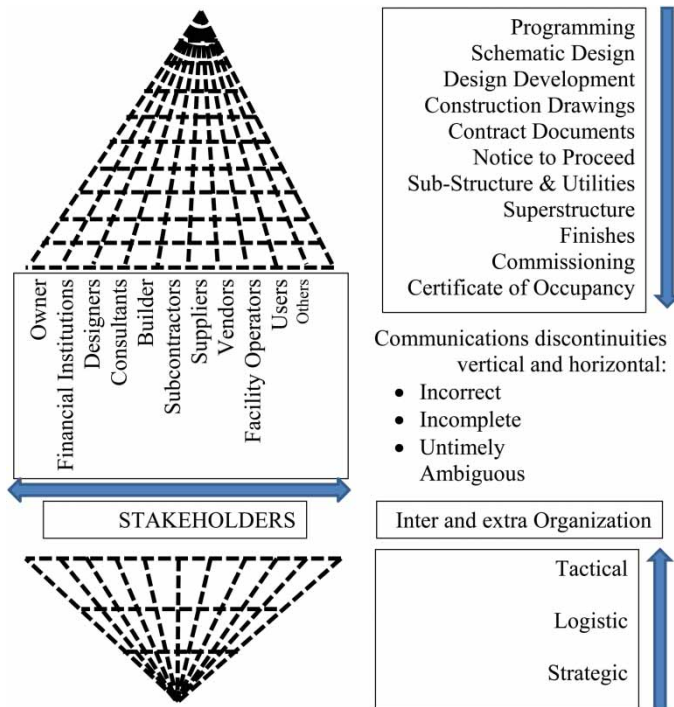 Programming
Schematic Design
Design Development
Construction Drawings
Contract Documents
Notice to Proceed
Sub-Structure & Utilities
Superstructure
Finishes
Commissioning
Certificate of Occupancy
Owner
Financial Institutions
Designers
Consultants
Builder
Subcontractors
Suppliers
Vendors
Facility Operators
Users
Others
Communications discontinuities
vertical and horizontal:
• Incorrect
• Incomplete
• Untimely
Ambiguous
STAKEHOLDERS
Inter and extra Organization
Tactical
Logistic
Strategic